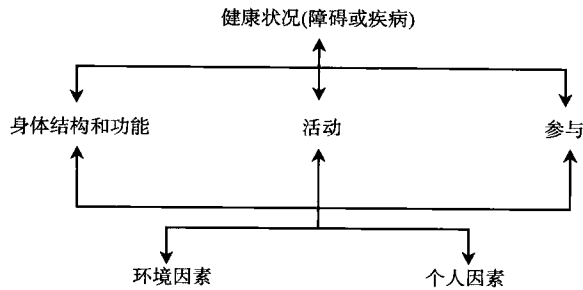 健康状况(障碍或疾病)
身体结构和功能
活动
参与
环境因素
个人因素